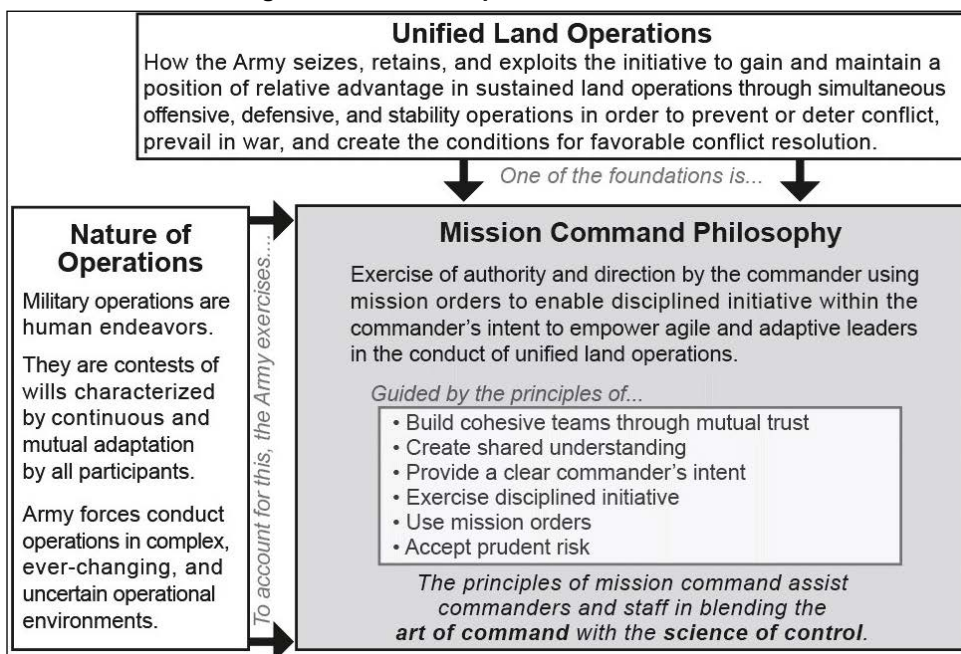 Unified Land Operations
How the Army seizes, retains, and exploits the initiative to gain and maintain a
position of relative advantage in sustained land operations through simultaneous
offensive, defensive, and stability operations in order to prevent or deter conflict,
prevail in war, and create the conditions for favorable conflict resolution.
One of the foundations is...
Nature of
Operations
Military operations are
human endeavors.
They are contests of
wills characterized
by continuous and
mutual adaptation
by all participants.
Army forces conduct
operations in complex,
ever-changing, and
uncertain operational
environments.
To account for this, the Army exercises....
Mission Command Philosophy
Exercise of authority and direction by the commander using
mission orders to enable disciplined initiative within the
commander's intent to empower agile and adaptive leaders
in the conduct of unified land operations.
Guided by the principles of...
• Build cohesive teams through mutual trust
• Create shared understanding
• Provide a clear commander's intent
• Exercise disciplined initiative
• Use mission orders
• Accept prudent risk
The principles of mission command assist
commanders and staff in blending the
art of command with the science of control.